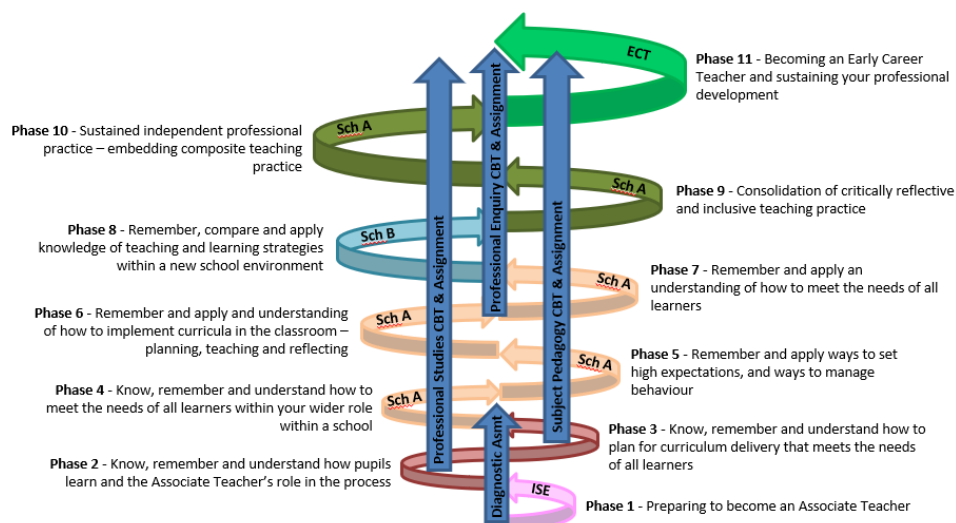 ECT
Phase 11 - Becoming an Early Career
Teacher and sustaining your professional
development
Sch A
Phase 10 - Sustained independent professional
practice – embedding composite teaching
practice
Sch A
Phase 9 - Consolidation of critically reflective
and inclusive teaching practice
Sch B
Phase 8 - Remember, compare and apply
knowledge of teaching and learning strategies
within a new school environment
Sch A
Phase 7 - Remember and apply an
understanding of how to meet the needs of all
learners
Sch A
Phase 6 - Remember and apply and understanding
of how to implement curricula in the classroom –
planning, teaching and reflecting
Sch A
Phase 5 - Remember and apply ways to set
high expectations, and ways to manage
behaviour
Sch A
Phase 4 - Know, remember and understand how to
meet the needs of all learners within your wider role
within a school
Phase 3 - Know, remember and understand how to
plan for curriculum delivery that meets the needs
of all learners
Phase 2 - Know, remember and understand how pupils
learn and the Associate Teacher's role in the process
ISE
Phase 1 - Preparing to become an Associate Teacher
Professional Studies CBT & Assignment
Professional Enquiry CBT & Assignment
Subject Pedagogy CBT & Assignment
Diagnostic Asmt